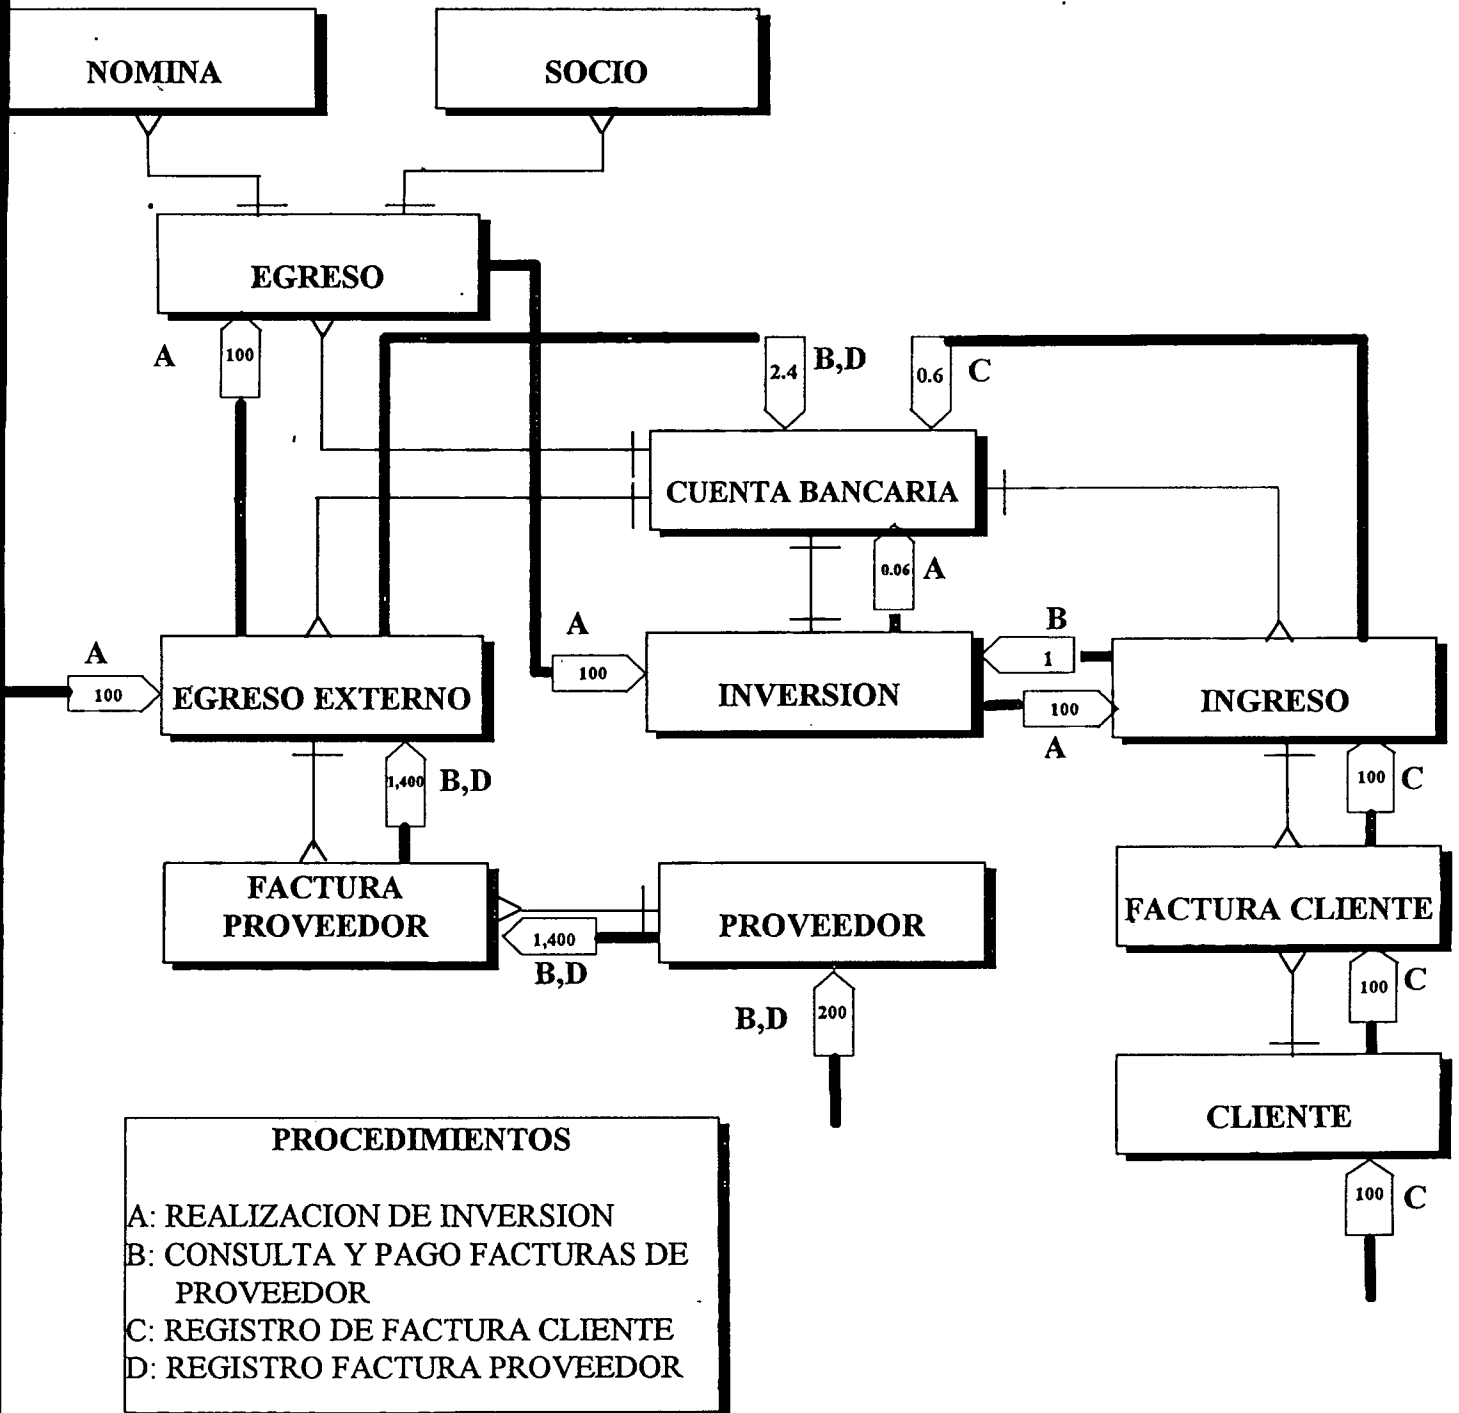 NOMINA
SOCIO
EGRESO
A
100
2.4
B,D
0.6
C
CUENTA BANCARIA
0.06
A
A
100
EGRESO EXTERNO
A
100
INVERSION
B
1
100
A
INGRESO
1,400
B,D
100
C
FACTURA
PROVEEDOR
1,400
B,D
PROVEEDOR
FACTURA CLIENTE
B,D
200
100
C
CLIENTE
100
C
PROCEDIMIENTOS
A: REALIZACION DE INVERSION
B: CONSULTA Y PAGO FACTURAS DE
PROVEEDOR
C: REGISTRO DE FACTURA CLIENTE
D: REGISTRO FACTURA PROVEEDOR